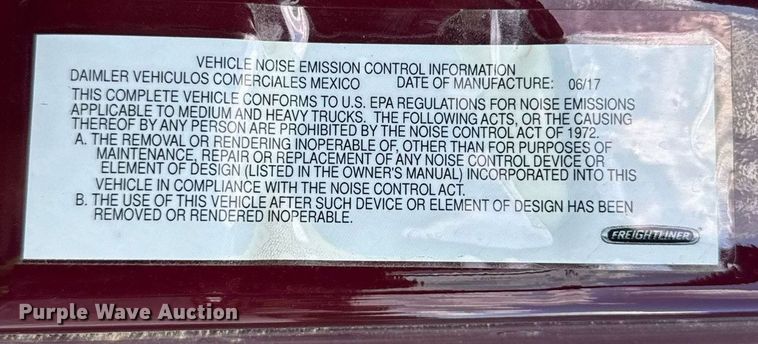 VEHICLE NOISE EMISSION CONTROL INFORMATION
DAIMLER VEHICULOS COMERCIALES MEXICO DATE OF MANUFACTURE: 06/17
THIS COMPLETE VEHICLE CONFORMS TO U.S. EPA REGULATIONS FOR NOISE EMISSIONS
APPLICABLE TO MEDIUM AND HEAVY TRUCKS. THE FOLLOWING ACTS, OR THE CAUSING
THEREOF BY ANY PERSON ARE PROHIBITED BY THE NOISE CONTROL ACT OF 1972.
A. THE REMOVAL OR RENDERING INOPERABLE OF, OTHER THAN FOR PURPOSES OF
MAINTENANCE, REPAIR OR REPLACEMENT OF ANY NOISE CONTROL DEVICE OR
ELEMENT OF DESIGN (LISTED IN THE OWNER'S MANUAL) INCORPORATED INTO THIS
VEHICLE IN COMPLIANCE WITH THE NOISE CONTROL ACT.
B. THE USE OF THIS VEHICLE AFTER SUCH DEVICE OR ELEMENT OF DESIGN HAS BEEN
REMOVED OR RENDERED INOPERABLE.
FREIGHTLINER
Purple Wave Auction